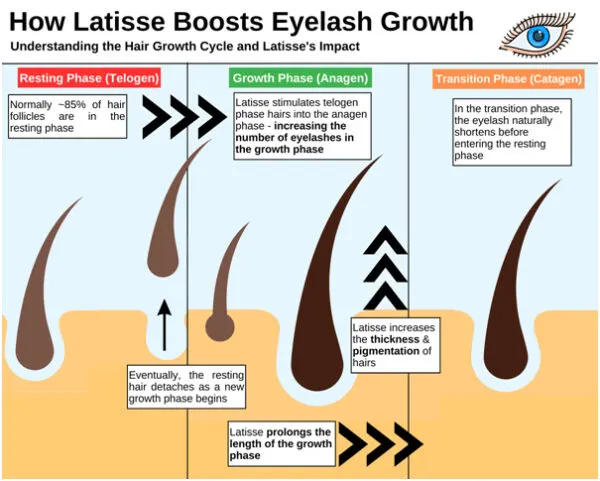 How Latisse Boosts Eyelash Growth
Understanding the Hair Growth Cycle and Latisse's Impact
Resting Phase (Telogen)
Normally ~85% of hair
follicles are in the
resting phase
Eventually, the resting
hair detaches as a new
growth phase begins
Growth Phase (Anagen)
Latisse stimulates telogen
phase hairs into the anagen
phase - increasing the
number of eyelashes in
the growth phase
Latisse increases
the thickness &
pigmentation of
hairs
Latisse prolongs the
length of the growth
phase
Transition Phase (Catagen)
In the transition phase,
the eyelash naturally
shortens before
entering the resting
phase